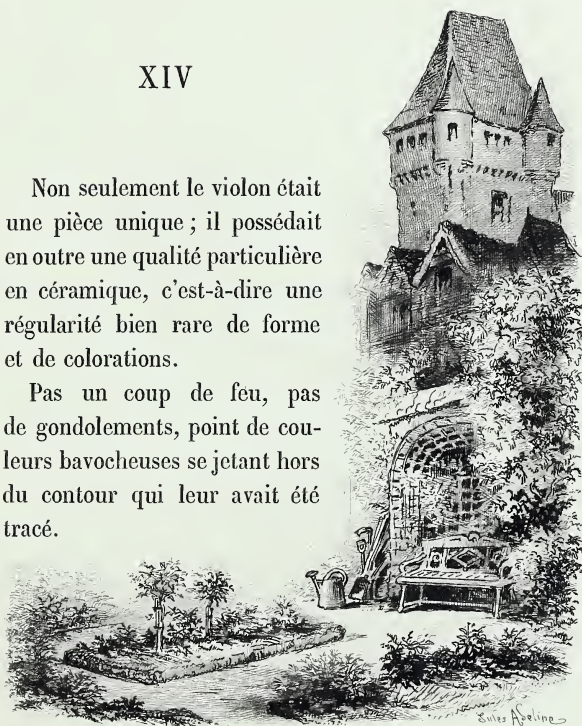 XIV
Non seulement le violon était
une pièce unique ; il possédait
en outre une qualité particulière
en céramique, c'est-à-dire une
régularité bien rare de forme
et de colorations.
Pas un coup de feu, pas
de gondolements, point de cou-
leurs bavocheuses se jetant hors
du contour qui leur avait été
tracé.
Jules Adeline